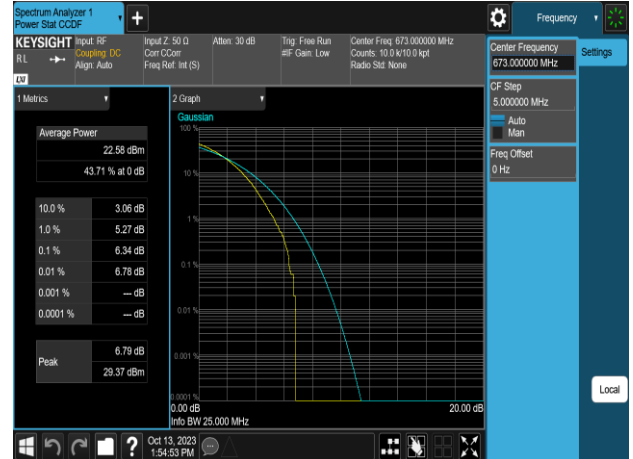 Spectrum Analyzer 1
Power Stat CCDF
Frequency
KEYSIGHT
RL
LXI
Input: RF
Coupling: DC
Align: Auto
Input Z: 50 Ω
Corr CCorr
Freq Ref: Int (S)
Atten: 30 dB
Trig: Free Run
#IF Gain: Low
Center Freq: 673.000000 MHz
Counts: 10.0 k/10.0 kpt
Radio Std: None
Center Frequency
673.000000 MHz
Settings
CF Step
5.000000 MHz
Auto
Man
Freq Offset
0 Hz
1 Metrics
Average Power
22.58 dBm
43.71 % at 0 dB
10.0 % 3.06 dB
1.0 % 5.27 dB
0.1 % 6.34 dB
0.01 % 6.78 dB
0.001 % --- dB
0.0001 % --- dB
Peak
6.79 dB
29.37 dBm
2 Graph
Gaussian
100 %
10 %
1 %
0.1 %
0.01 %
0.001 %
0.0001 %
0.00 dB 20.00 dB
Info BW 25.000 MHz
Local
?
Oct 13, 2023
1:54:53 PM